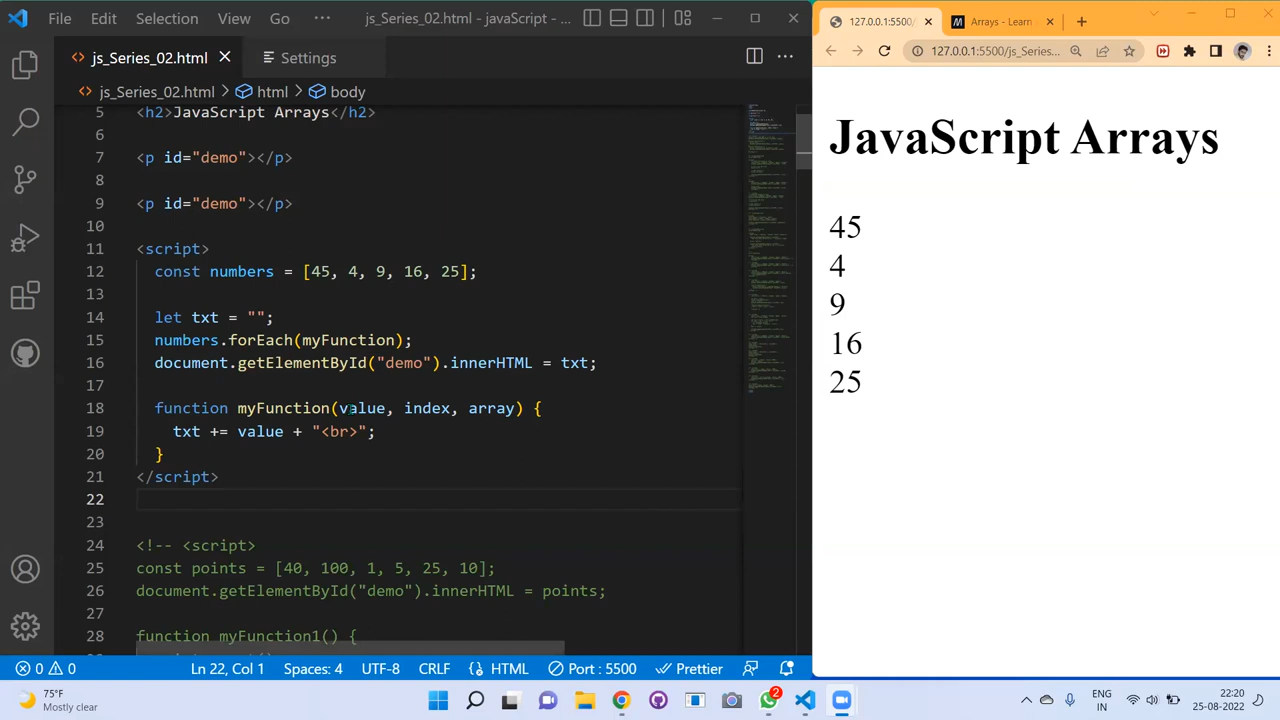 File Edit Selection View Go ··· js_Series_02.html - javaScript - ...
js_Series_02.html Settings
js_Series_02.html > html > body
5 <h2>JavaScript Arrays</h2>
6
7 <p id="demo"></p>
8
9 <p id="demo"></p>
11 <script>
12 const numbers = [45, 4, 9, 16, 25];
14 let txt = "";
numbers.forEach(myFunction);
document.getElementById("demo").innerHTML = txt;
18 function myFunction(value, index, array) {
19 txt += value + "<br>";
20 }
21 </script>
22
23
24 <!-- <script>
25 const points = [40, 100, 1, 5, 25, 10];
26 document.getElementById("demo").innerHTML = points;
27
28 function myFunction1() {
0 0 Ln 22, Col 1 Spaces: 4 UTF-8 CRLF {} HTML Port : 5500 Prettier
127.0.0.1:5500/js_Series_02 Arrays - Learn
127.0.0.1:5500/js_Series...
JavaScript Arrays
45
4
9
16
25
75°F
Mostly clear
2
ENG
IN
22:20
25-08-2022